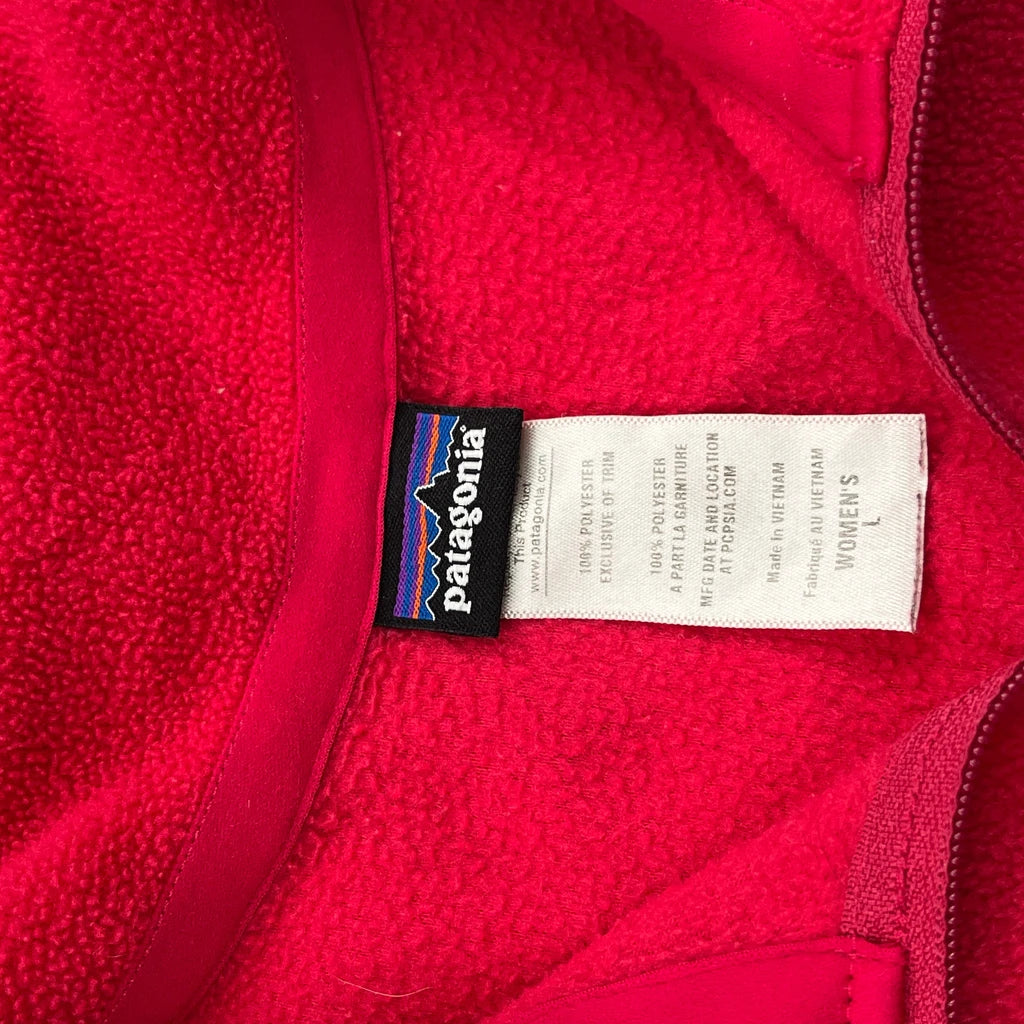 patagonia®
This Product
www.patagonia.com
100% POLYESTER
EXCLUSIVE OF TRIM
100% POLYESTER
A PART LA GARNITURE
MFG DATE AND LOCATION
AT PCPSIA.COM
Made in VIETNAM
Fabriqué AU VIETNAM
WOMEN'S
L